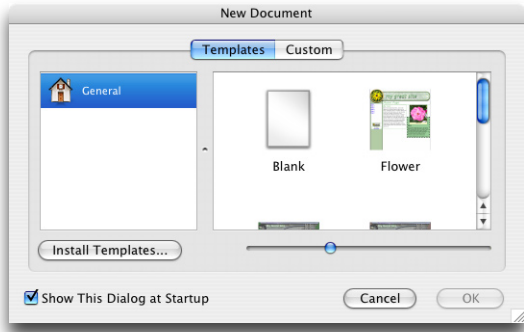 New Document
Templates Custom
General
Blank Flower
Install Templates...
Show This Dialog at Startup Cancel OK